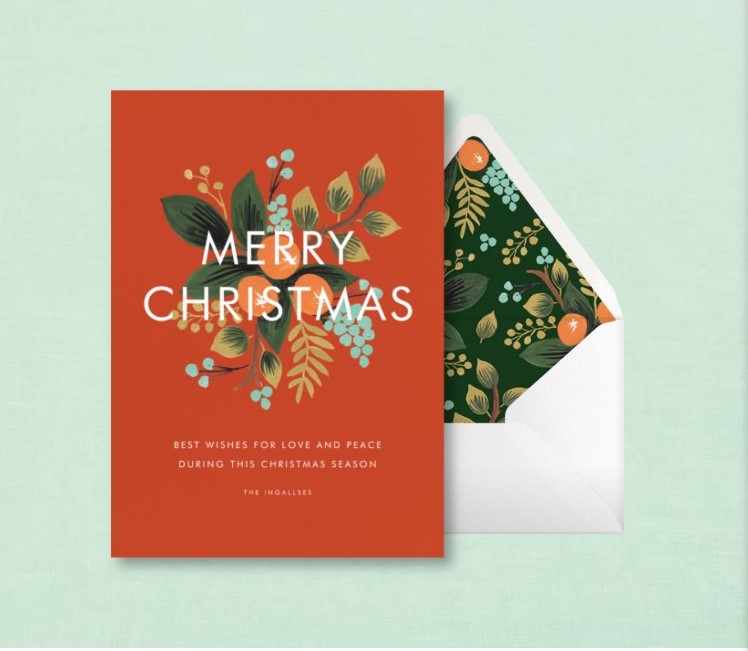 MERRY
CHRISTMAS
BEST WISHES FOR LOVE AND PEACE
DURING THIS CHRISTMAS SEASON
THE INGALLSES